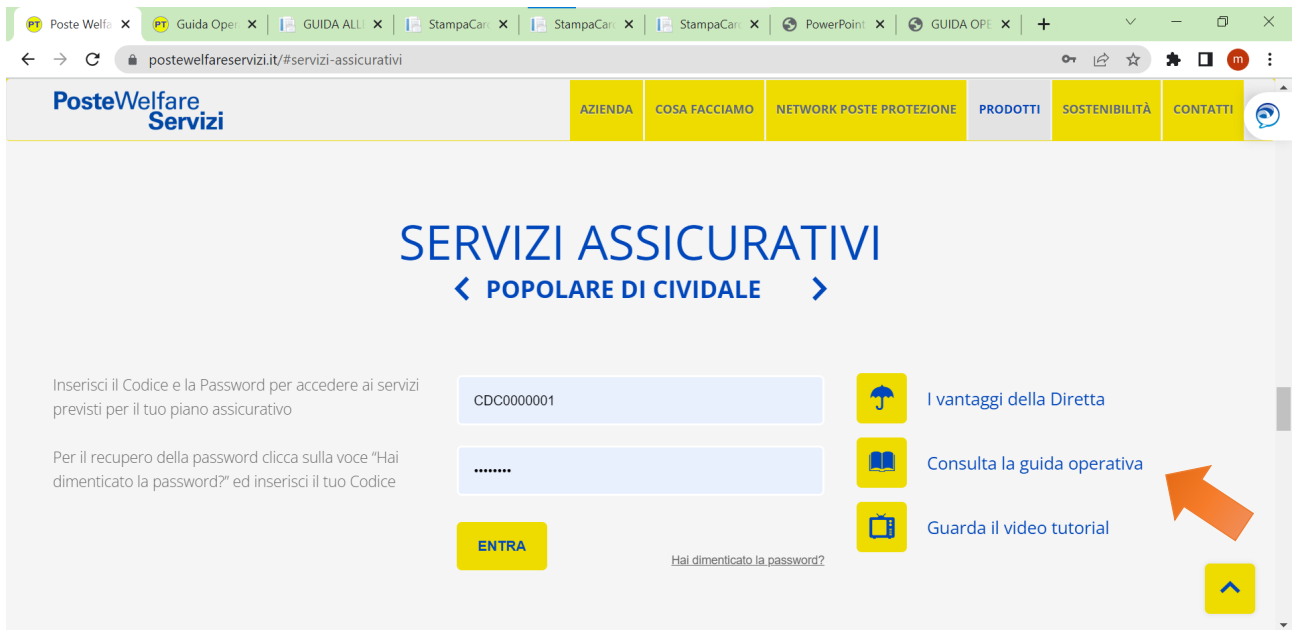 Poste Welfa
Guida Oper
GUIDA ALL
StampaCard
StampaCard
StampaCard
PowerPoint
GUIDA OPE
postewelfareservizi.it/#servizi-assicurativi
m
PosteWelfare
Servizi
AZIENDA
COSA FACCIAMO
NETWORK POSTE PROTEZIONE
PRODOTTI
SOSTENIBILITÀ
CONTATTI
SERVIZI ASSICURATIVI
POPOLARE DI CIVIDALE
Inserisci il Codice e la Password per accedere ai servizi
previsti per il tuo piano assicurativo
CDC0000001
I vantaggi della Diretta
Per il recupero della password clicca sulla voce “Hai
dimenticato la password?” ed inserisci il tuo Codice
••••••••
Consulta la guida operativa
ENTRA
Hai dimenticato la password?
Guarda il video tutorial